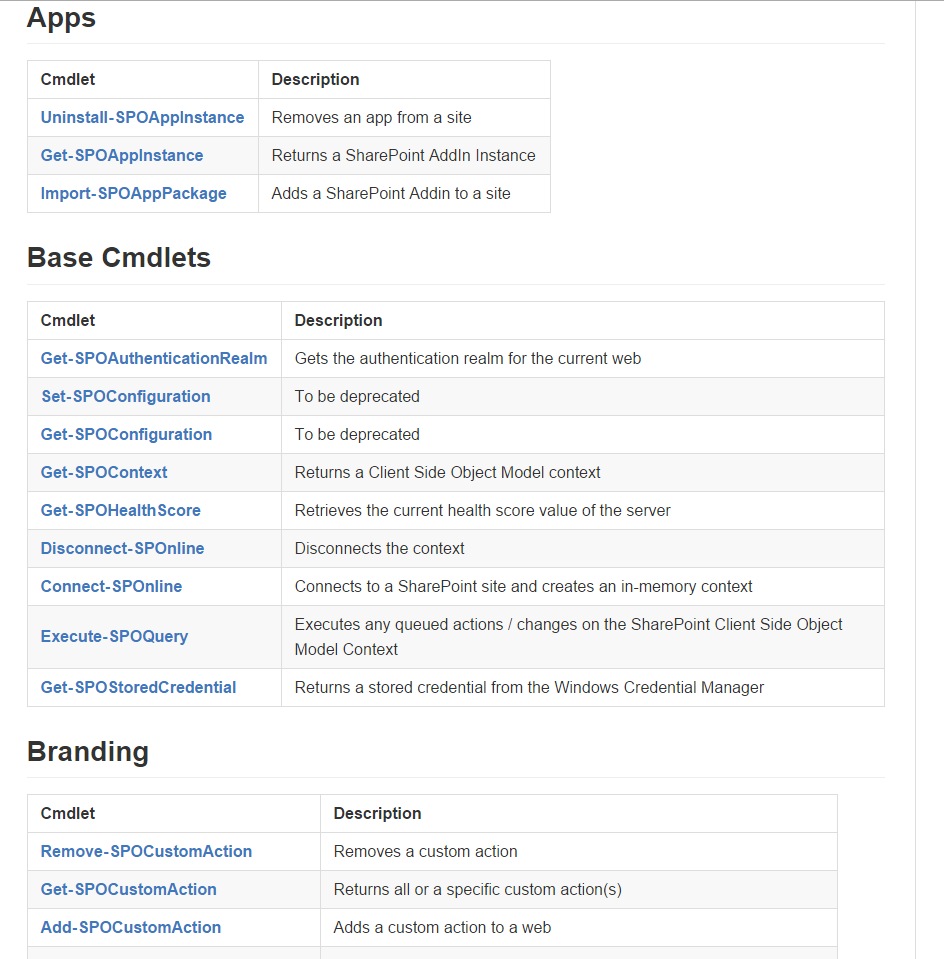 Apps
Cmdlet Description
Uninstall-SPOAppInstance Removes an app from a site
Get-SPOAppInstance Returns a SharePoint AddIn Instance
Import-SPOAppPackage Adds a SharePoint Addin to a site
Base Cmdlets
Cmdlet Description
Get-SPOAuthenticationRealm Gets the authentication realm for the current web
Set-SPOConfiguration To be deprecated
Get-SPOConfiguration To be deprecated
Get-SPOContext Returns a Client Side Object Model context
Get-SPOHealthScore Retrieves the current health score value of the server
Disconnect-SPOnline Disconnects the context
Connect-SPOnline Connects to a SharePoint site and creates an in-memory context
Execute-SPOQuery Executes any queued actions / changes on the SharePoint Client Side Object
Model Context
Get-SPOStoredCredential Returns a stored credential from the Windows Credential Manager
Branding
Cmdlet Description
Remove-SPOCustomAction Removes a custom action
Get-SPOCustomAction Returns all or a specific custom action(s)
Add-SPOCustomAction Adds a custom action to a web